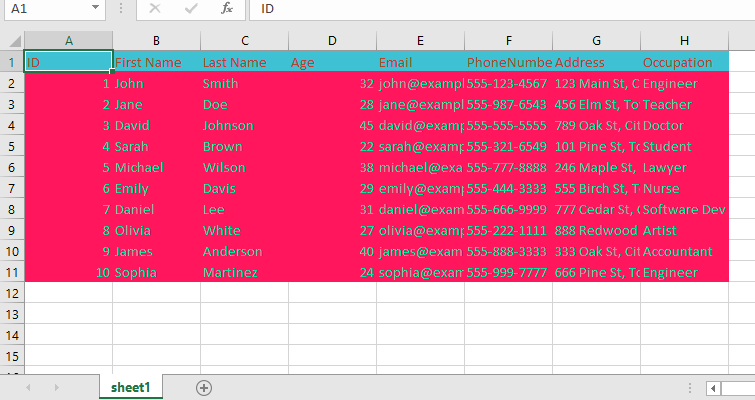 A1 fx ID
A B C D E F G H
1 ID First Name Last Name Age Email PhoneNumbe Address Occupation
2 1 John Smith 32 john@exampl 555-123-4567 123 Main St, C Engineer
3 2 Jane Doe 28 jane@exampl 555-987-6543 456 Elm St, To Teacher
4 3 David Johnson 45 david@examp 555-555-5555 789 Oak St, Cit Doctor
5 4 Sarah Brown 22 sarah@examp 555-321-6549 101 Pine St, To Student
6 5 Michael Wilson 38 michael@exa 555-777-8888 246 Maple St, Lawyer
7 6 Emily Davis 29 emily@examp 555-444-3333 555 Birch St, T Nurse
8 7 Daniel Lee 31 daniel@exam 555-666-9999 777 Cedar St, Software Dev
9 8 Olivia White 27 olivia@examp 555-222-1111 888 Redwood Artist
10 9 James Anderson 40 james@exam 555-888-3333 333 Oak St, Cit Accountant
11 10 Sophia Martinez 24 sophia@exam 555-999-7777 666 Pine St, To Engineer
12
13
14
15
sheet1